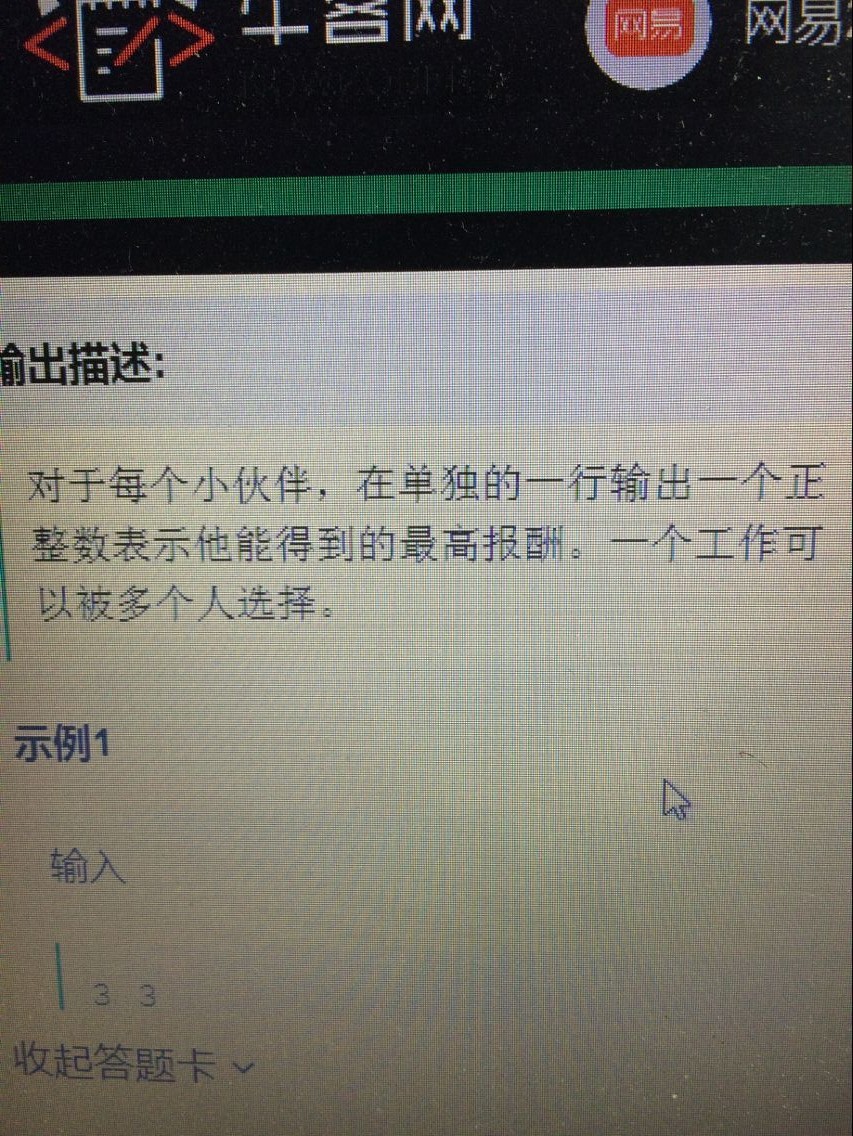 网易 网易
输出描述:
对于每个小伙伴，在单独的一行输出一个正
整数表示他能得到的最高报酬。一个工作可
以被多个人选择。
示例1
输入
3 3
收起答题卡